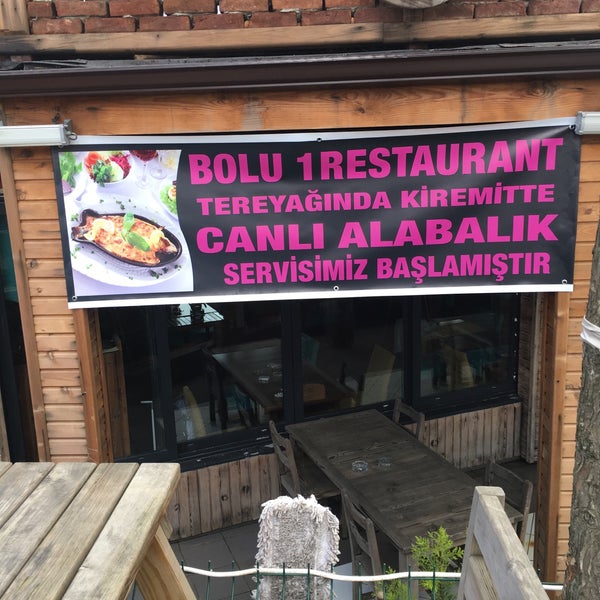 BOLU 1RESTAURANT
TEREYAĞINDA KİREMİTTE
CANLI ALABALIK
SERVİSİMİZ BAŞLAMIŞTIR